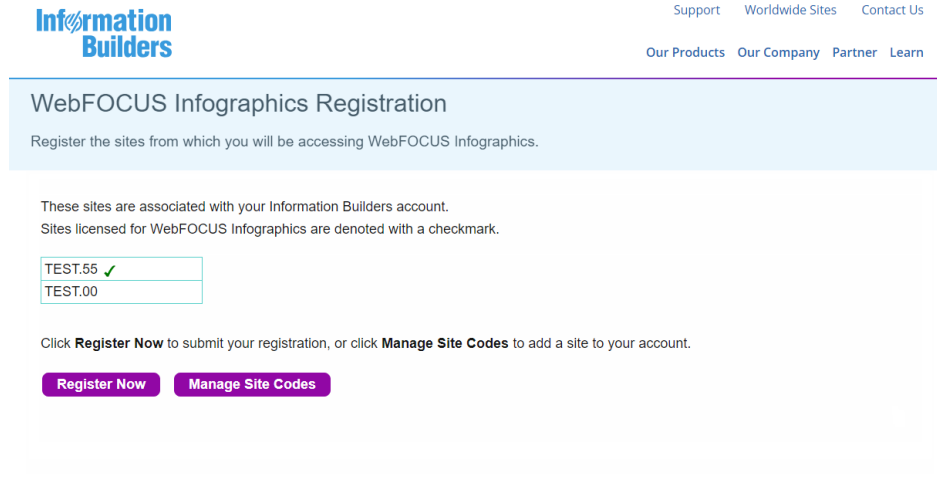 Information
Builders
Support Worldwide Sites Contact Us
Our Products Our Company Partner Learn
WebFOCUS Infographics Registration
Register the sites from which you will be accessing WebFOCUS Infographics.
These sites are associated with your Information Builders account.
Sites licensed for WebFOCUS Infographics are denoted with a checkmark.
TEST.55 ✓
TEST.00
Click Register Now to submit your registration, or click Manage Site Codes to add a site to your account.
Register Now Manage Site Codes